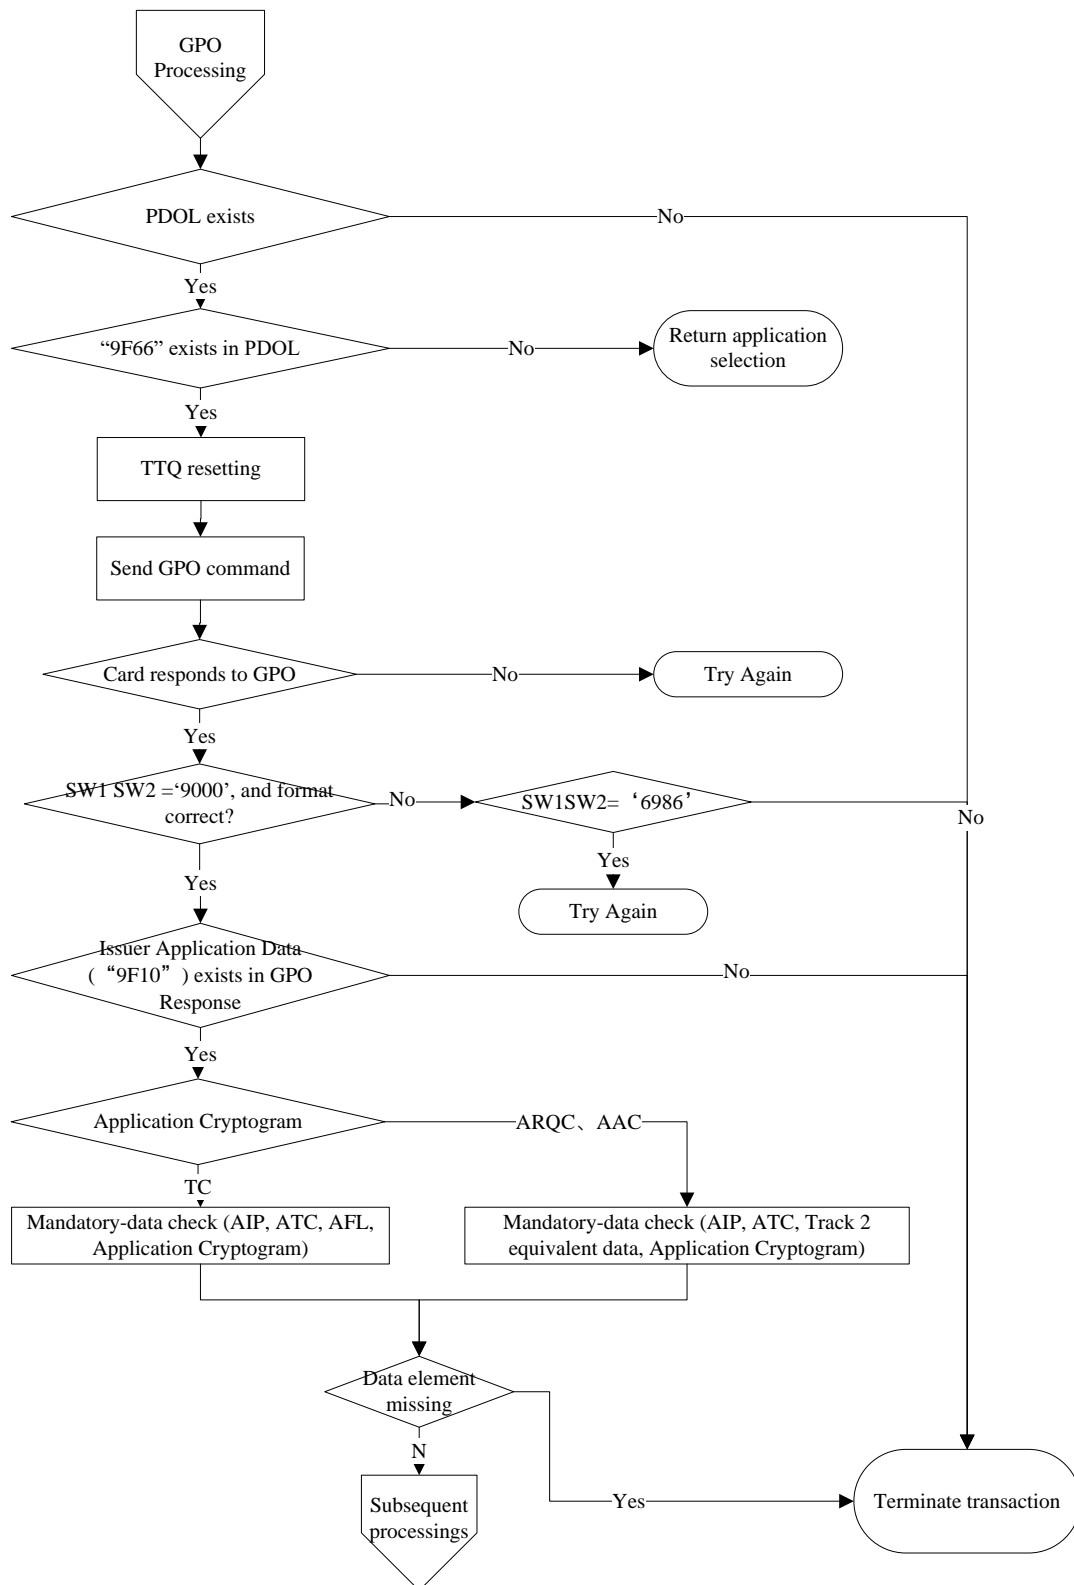 GPO
Processing
PDOL exists
No
Yes
“9F66” exists in PDOL
No
Return application
selection
Yes
TTQ resetting
Send GPO command
Card responds to GPO
No
Try Again
Yes
SW1 SW2 =‘9000’, and format
correct?
No
SW1SW2= ‘6986’
No
Yes
Try Again
Yes
Issuer Application Data
(“9F10”) exists in GPO
Response
No
Yes
Application Cryptogram
ARQC、AAC
TC
Mandatory-data check (AIP, ATC, AFL,
Application Cryptogram)
Mandatory-data check (AIP, ATC, Track 2
equivalent data, Application Cryptogram)
Data element
missing
N
Yes
Subsequent
processings
Terminate transaction